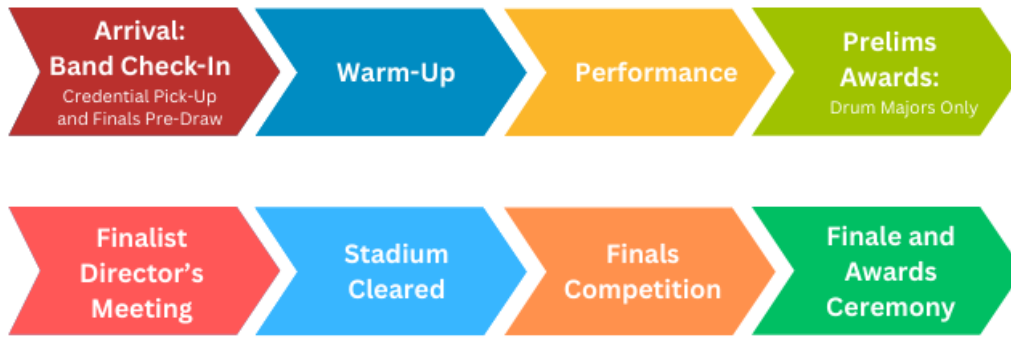 Arrival:
Band Check-In
Credential Pick-Up
and Finals Pre-Draw
Warm-Up
Performance
Prelims
Awards:
Drum Majors Only
Finalist
Director's
Meeting
Stadium
Cleared
Finals
Competition
Finale and
Awards
Ceremony